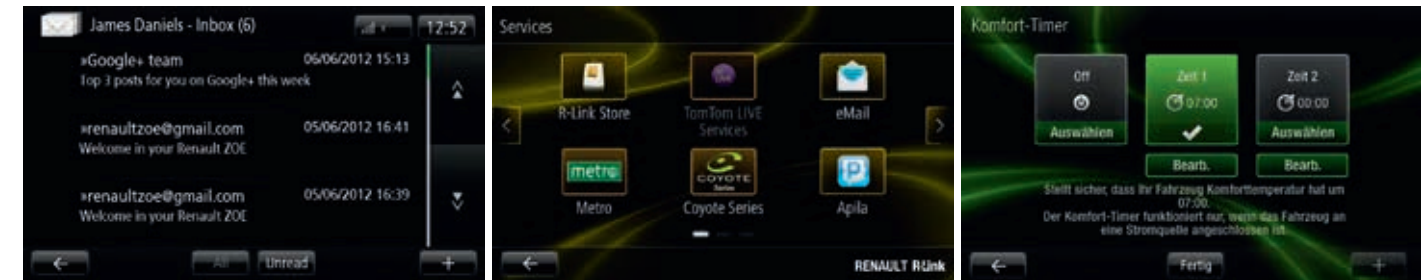 James Daniels - Inbox (6)
12:52
»Google+ team 06/06/2012 15:13
Top 3 posts for you on Google+ this week
»renaultzoe@gmail.com 05/06/2012 16:41
Welcome in your Renault ZOE
»renaultzoe@gmail.com 05/06/2012 16:39
Welcome in your Renault ZOE
All Unread
+
Services
R-Link Store
TomTom LIVE
Services
eMail
metro
COYOTE
Series
P
Metro
Coyote Series
Apila
RENAULT R-Link
Komfort-Timer
Off
Zeit 1
Zeit 2
07:00
00:00
Auswählen
Auswählen
Bearb.
Bearb.
Stellt sicher, dass Ihr Fahrzeug Komforttemperatur hat um
07:00.
Der Komfort-Timer funktioniert nur, wenn das Fahrzeug an
eine Stromquelle angeschlossen ist
Fertig
+